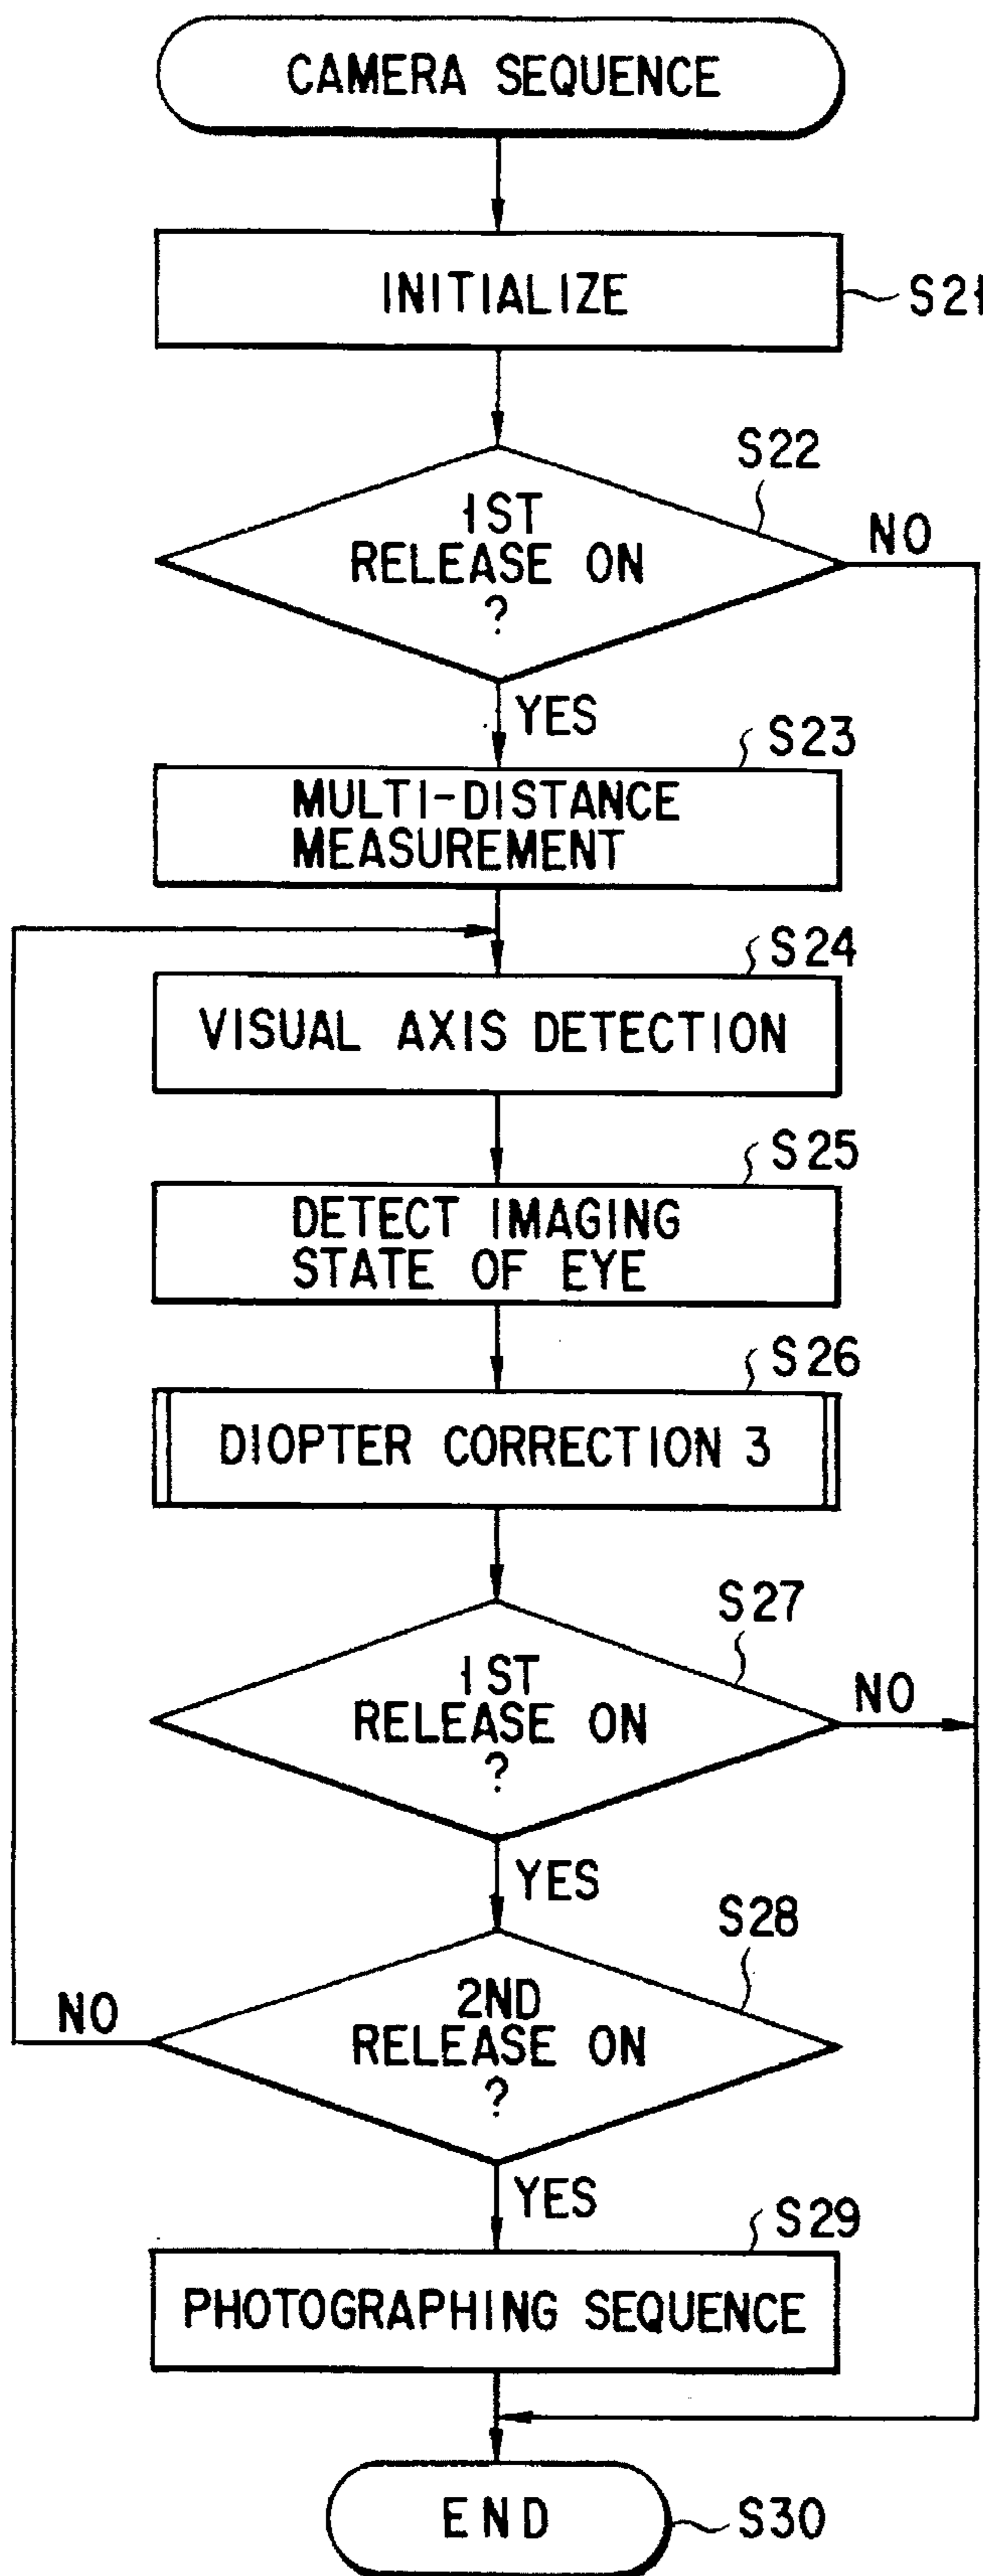 CAMERA SEQUENCE
INITIALIZE
S21
S22
1ST
RELEASE ON
?
NO
YES
S23
MULTI-DISTANCE
MEASUREMENT
S24
VISUAL AXIS DETECTION
S25
DETECT IMAGING
STATE OF EYE
S26
DIOPTER CORRECTION 3
S27
1ST
RELEASE ON
?
NO
YES
S28
2ND
RELEASE ON
?
NO
YES
S29
PHOTOGRAPHING SEQUENCE
END
S30